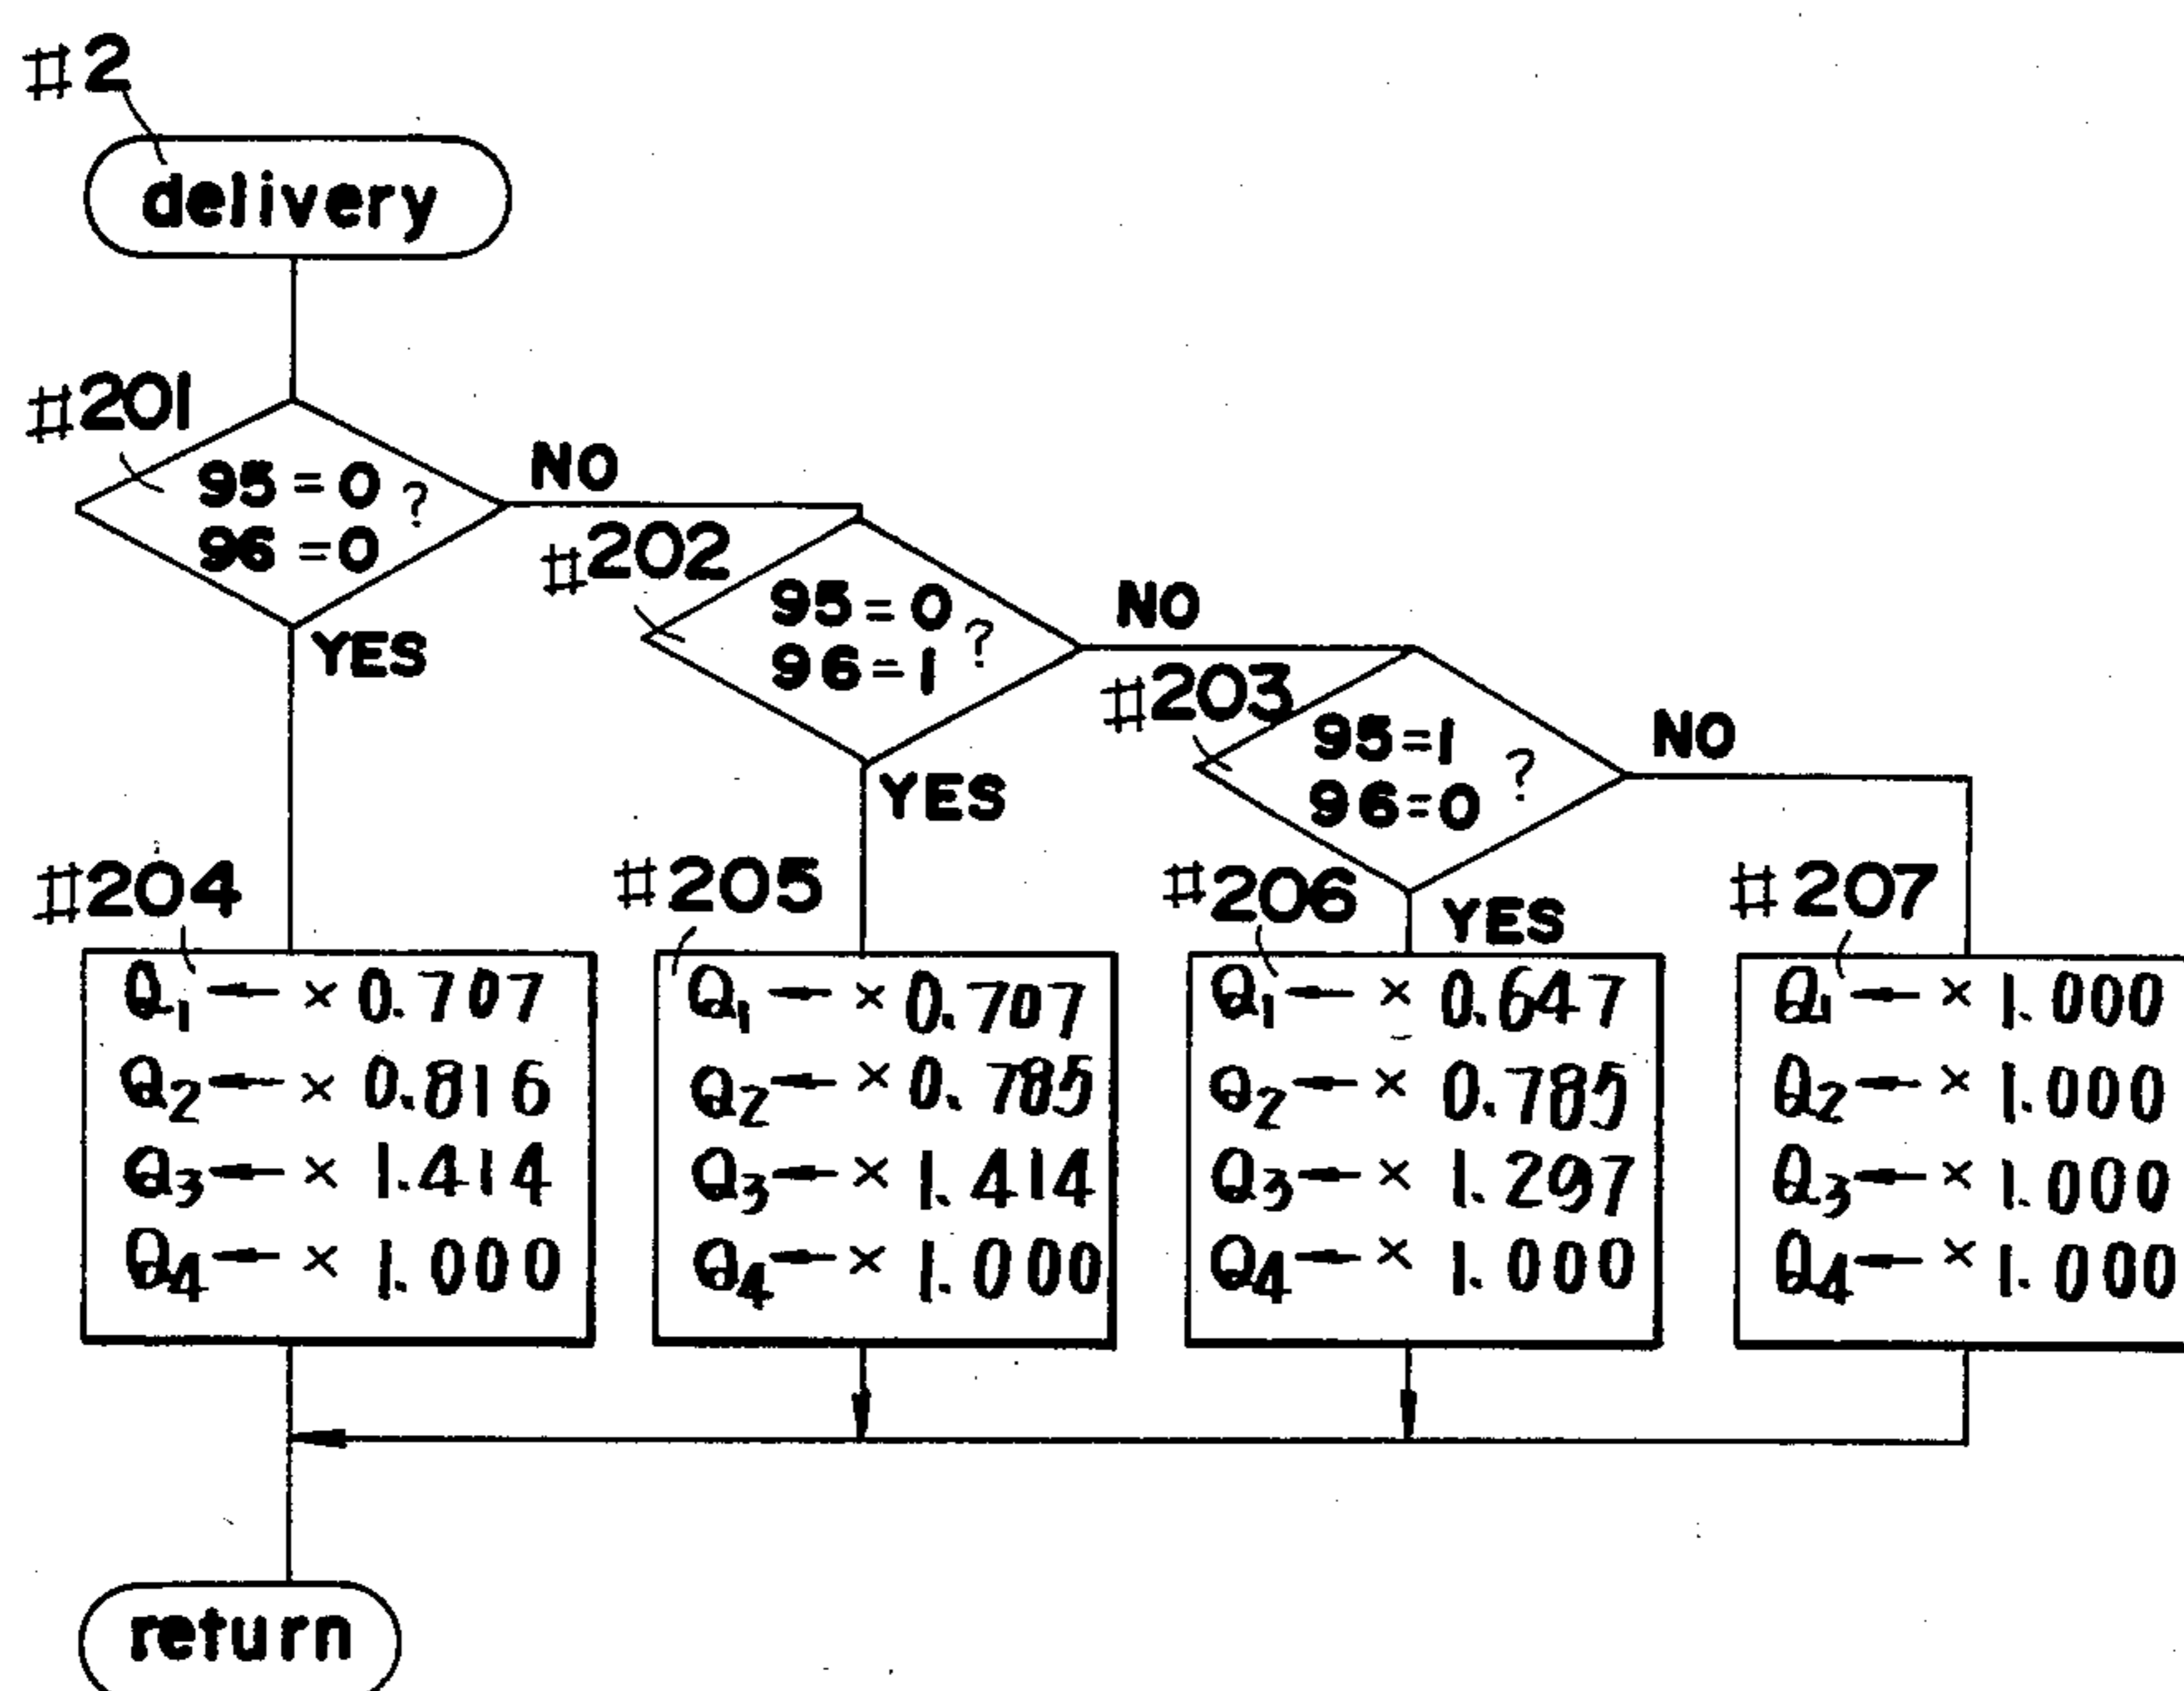 #2
delivery
#201
95=0 ?
96=0
NO
YES
#202
95=0 ?
96=1
NO
YES
#203
95=1 ?
96=0
NO
YES
#204
Q1 ← × 0.707
Q2 ← × 0.816
Q3 ← × 1.414
Q4 ← × 1.000
#205
Q1 ← × 0.707
Q2 ← × 0.785
Q3 ← × 1.414
Q4 ← × 1.000
#206
Q1 ← × 0.647
Q2 ← × 0.785
Q3 ← × 1.297
Q4 ← × 1.000
#207
Q1 ← × 1.000
Q2 ← × 1.000
Q3 ← × 1.000
Q4 ← × 1.000
return